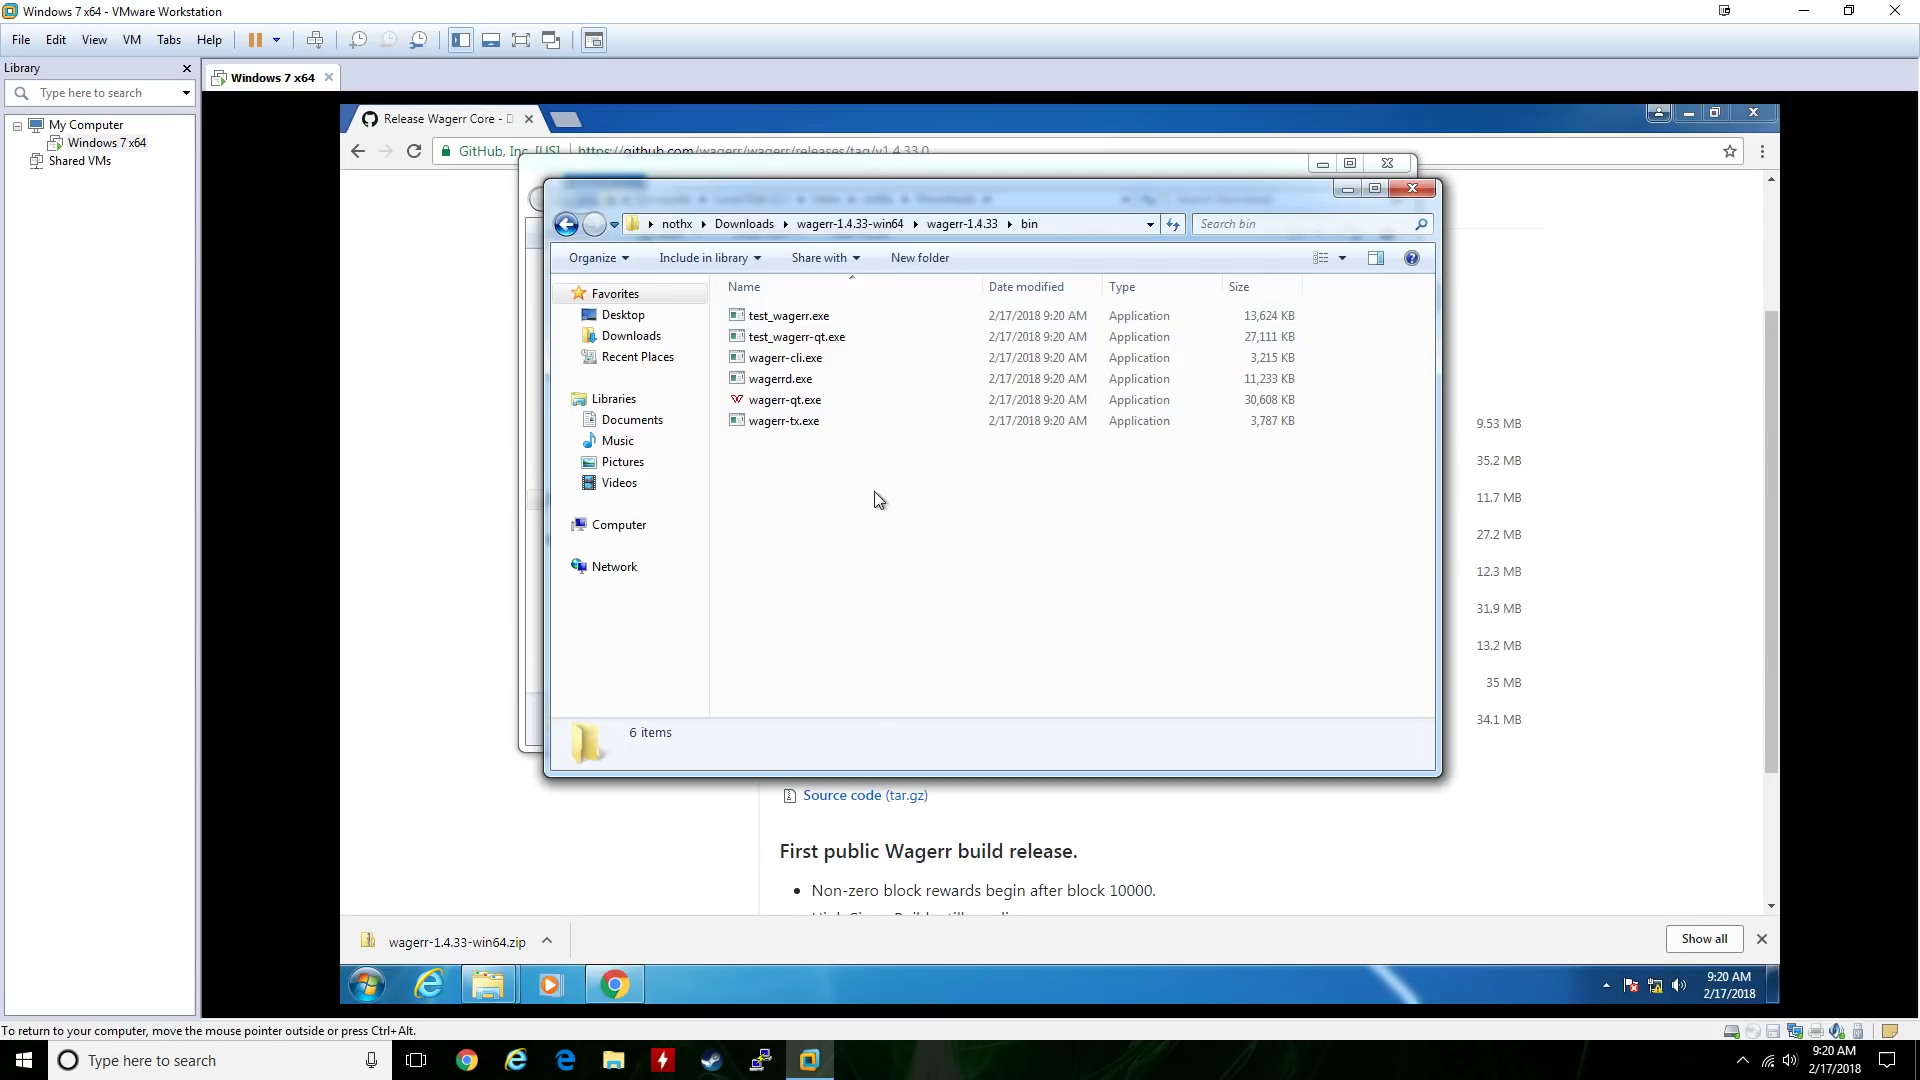 Windows 7 x64 - VMware Workstation
File Edit View VM Tabs Help
Library
Windows 7 x64
Type here to search
My Computer
Windows 7 x64
Shared VMs
Release Wagerr Core -
GitHub, Inc. [US] https://github.com/wagerr/wagerr/releases/tag/v1.4.33.0
nothx Downloads wagerr-1.4.33-win64 wagerr-1.4.33 bin
Search bin
Organize Include in library Share with New folder
Name Date modified Type Size
Favorites
Desktop
Downloads
Recent Places
Libraries
Documents
Music
Pictures
Videos
Computer
Network
test_wagerr.exe 2/17/2018 9:20 AM Application 13,624 KB
test_wagerr-qt.exe 2/17/2018 9:20 AM Application 27,111 KB
wagerr-cli.exe 2/17/2018 9:20 AM Application 3,215 KB
wagerrd.exe 2/17/2018 9:20 AM Application 11,233 KB
wagerr-qt.exe 2/17/2018 9:20 AM Application 30,608 KB
wagerr-tx.exe 2/17/2018 9:20 AM Application 3,787 KB
6 items
9.53 MB
35.2 MB
11.7 MB
27.2 MB
12.3 MB
31.9 MB
13.2 MB
35 MB
34.1 MB
Source code (tar.gz)
First public Wagerr build release.
Non-zero block rewards begin after block 10000.
wagerr-1.4.33-win64.zip
Show all
9:20 AM
2/17/2018
To return to your computer, move the mouse pointer outside or press Ctrl+Alt.
Type here to search
9:20 AM
2/17/2018